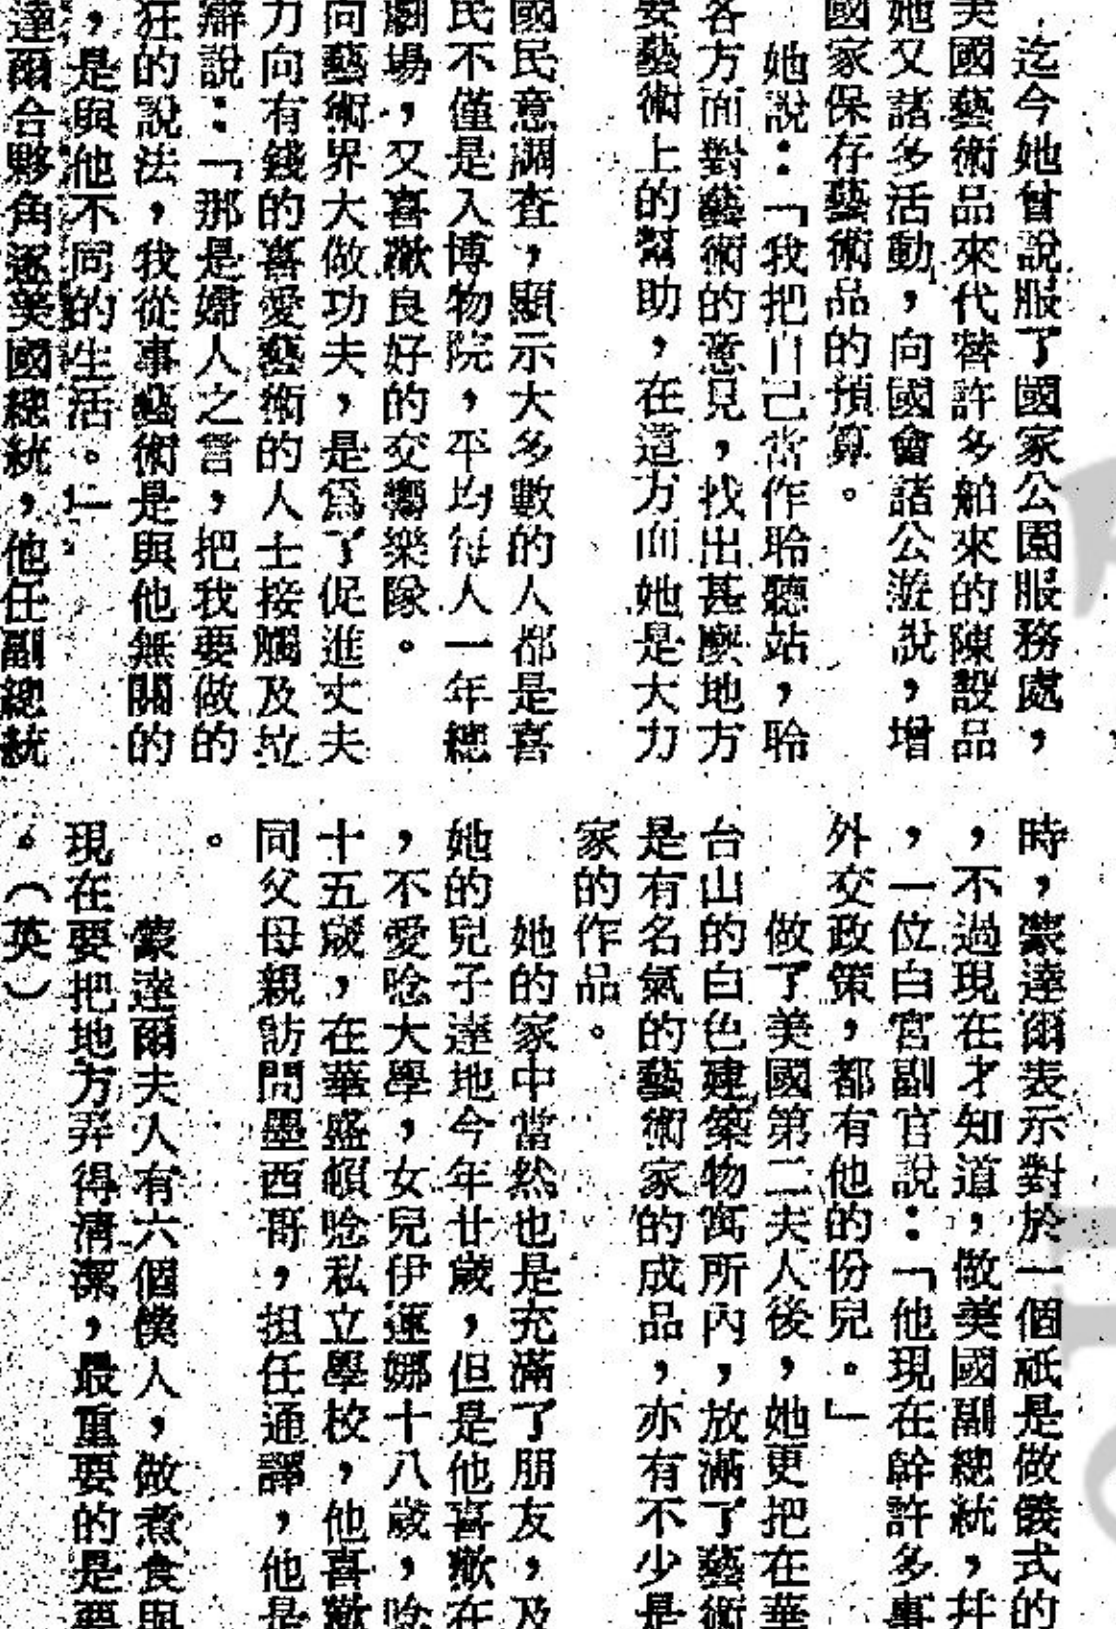 迄今她曾說服了國家公園服務處，
美國藝術品來代替許多舶來的陳設品
她又諸多活動，向國會諸公遊說，增
國家保存藝術品的預算。
她說：「我把自己當作聆聽站，聆
各方面對藝術的意見，找出甚麼地方
要藝術上的幫助，在這方面她是大力
國民意調查，顯示大多數的人都是喜
民不僅是入博物院，平均每人一年總
劇場，又喜歡良好的交響樂隊。
向藝術界大做功夫，是爲了促進丈夫
力向有錢的喜愛藝術的人士接觸及拉
辯說：「那是婦人之言，把我要做的
狂的說法，我從事藝術是與他無關的
，是與他不同的生活。」
達爾合夥角逐美國總統，他任副總統
時，蒙達爾表示對於一個祇是做儀式的
，不過現在才知道，做美國副總統，幷
，一位白宮副官說：「他現在幹許多事
外交政策，都有他的份兒。」
做了美國第二夫人後，她更把在華
台山的白色建築物寓所內，放滿了藝術
是有名氣的藝術家的成品，亦有不少是
家的作品。
她的家中當然也是充滿了朋友，及
她的兒子達地今年廿歲，但是他喜歡在
，不愛唸大學，女兒伊蓮娜十八歲，唸
十五歲，在華盛頓唸私立學校，他喜歡
同父母親訪問墨西哥，担任通譯，他是
。
蒙達爾夫人有六個僕人，做煮食與
現在要把地方弄得清潔，最重要的是要
。（英）